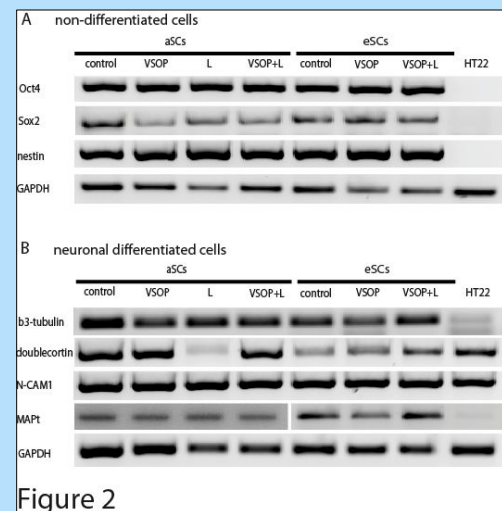 A non-differentiated cells
aSCs eSCs
control VSOP L VSOP+L control VSOP VSOP+L HT22
Oct4
Sox2
nestin
GAPDH
B neuronal differentiated cells
aSCs eSCs
control VSOP L VSOP+L control VSOP VSOP+L HT22
b3-tubulin
doublecortin
N-CAM1
MAPt
GAPDH
Figure 2